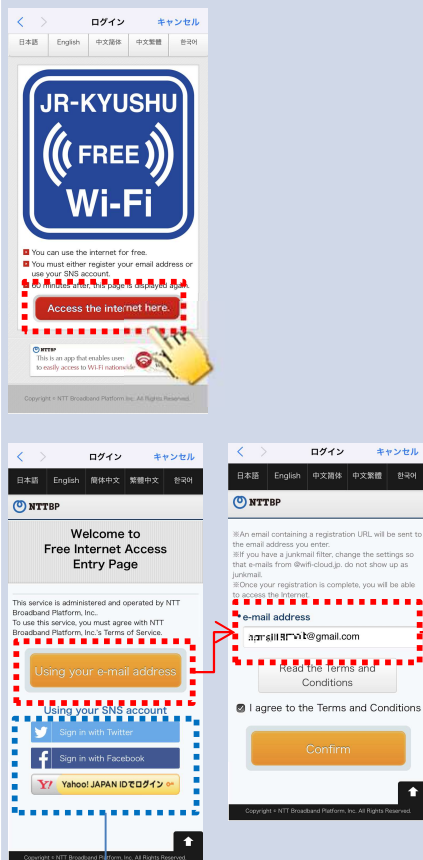 ログイン
キャンセル
日本語 English 中文简体 中文繁體 한국어
JR-KYUSHU
FREE
Wi-Fi
You can use the internet for free.
You must either register your email address or
use your SNS account.
60 minutes after, this page is displayed again.
Access the internet here.
NTTBP
This is an app that enables users
to easily access to Wi-Fi nationwide
Copyright © NTT Broadband Platform, Inc. All Rights Reserved.
ログイン
キャンセル
日本語 English 简体中文 繁體中文 한국어
NTTBP
Welcome to
Free Internet Access
Entry Page
This service is administered and operated by NTT
Broadband Platform, Inc..
To use this service, you must agree with NTT
Broadband Platform, Inc.'s Terms of Service.
Using your e-mail address
Using your SNS account
Sign in with Twitter
Sign in with Facebook
Y! Yahoo! JAPAN IDでログイン
Copyright © NTT Broadband Platform, Inc. All Rights Reserved.
ログイン
キャンセル
日本語 English 中文简体 中文繁體 한국어
NTTBP
※An email containing a registration URL will be sent to
the email address you enter.
※If you have a junkmail filter, change the settings so
that e-mails from @wifi-cloud.jp. do not show up as
junkmail.
※Once your registration is complete, you will be able
to access the Internet.
e-mail address
@gmail.com
Read the Terms and
Conditions
I agree to the Terms and Conditions
Confirm
Copyright © NTT Broadband Platform, Inc. All Rights Reserved.